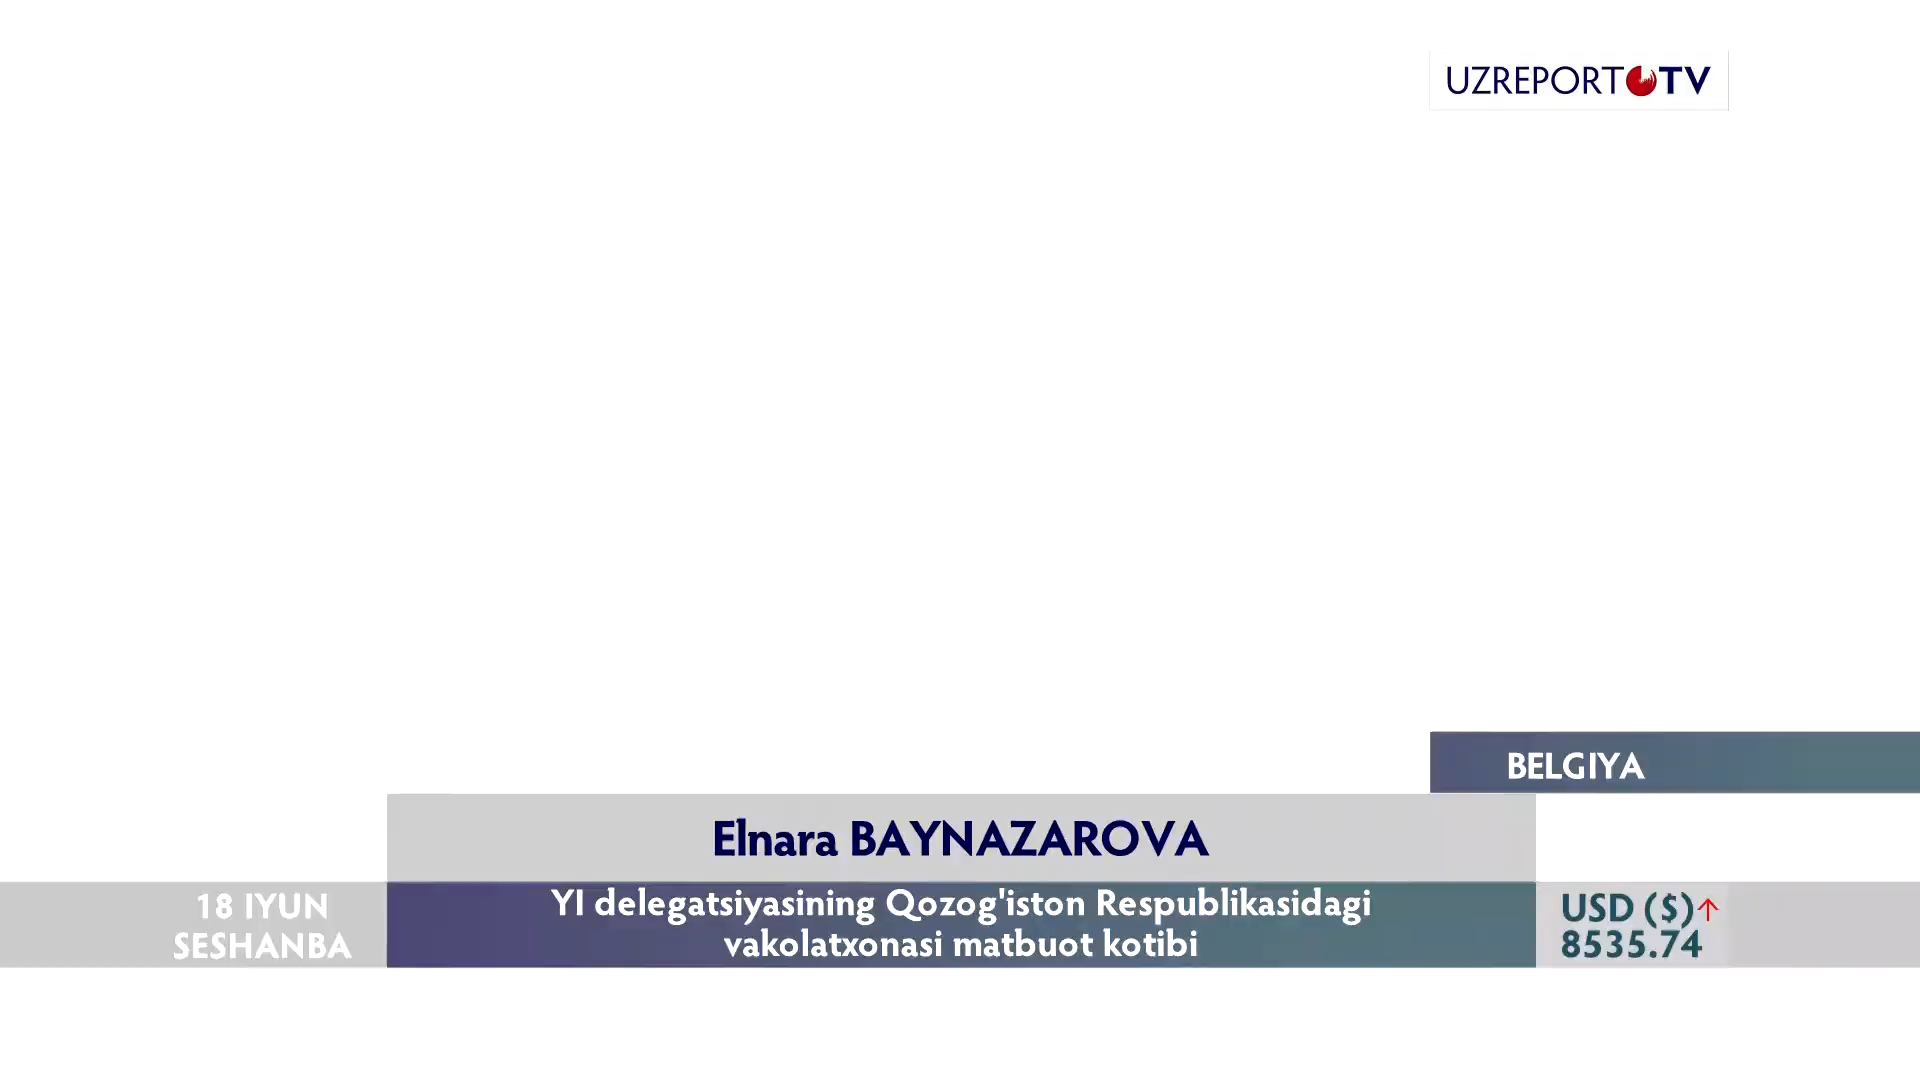 UZREPORT TV
BELGIYA
Elnara BAYNAZAROVA
18 IYUN
SESHANBA
YI delegatsiyasining Qozog'iston Respublikasidagi
vakolatxonasi matbuot kotibi
USD ($)↑
8535.74